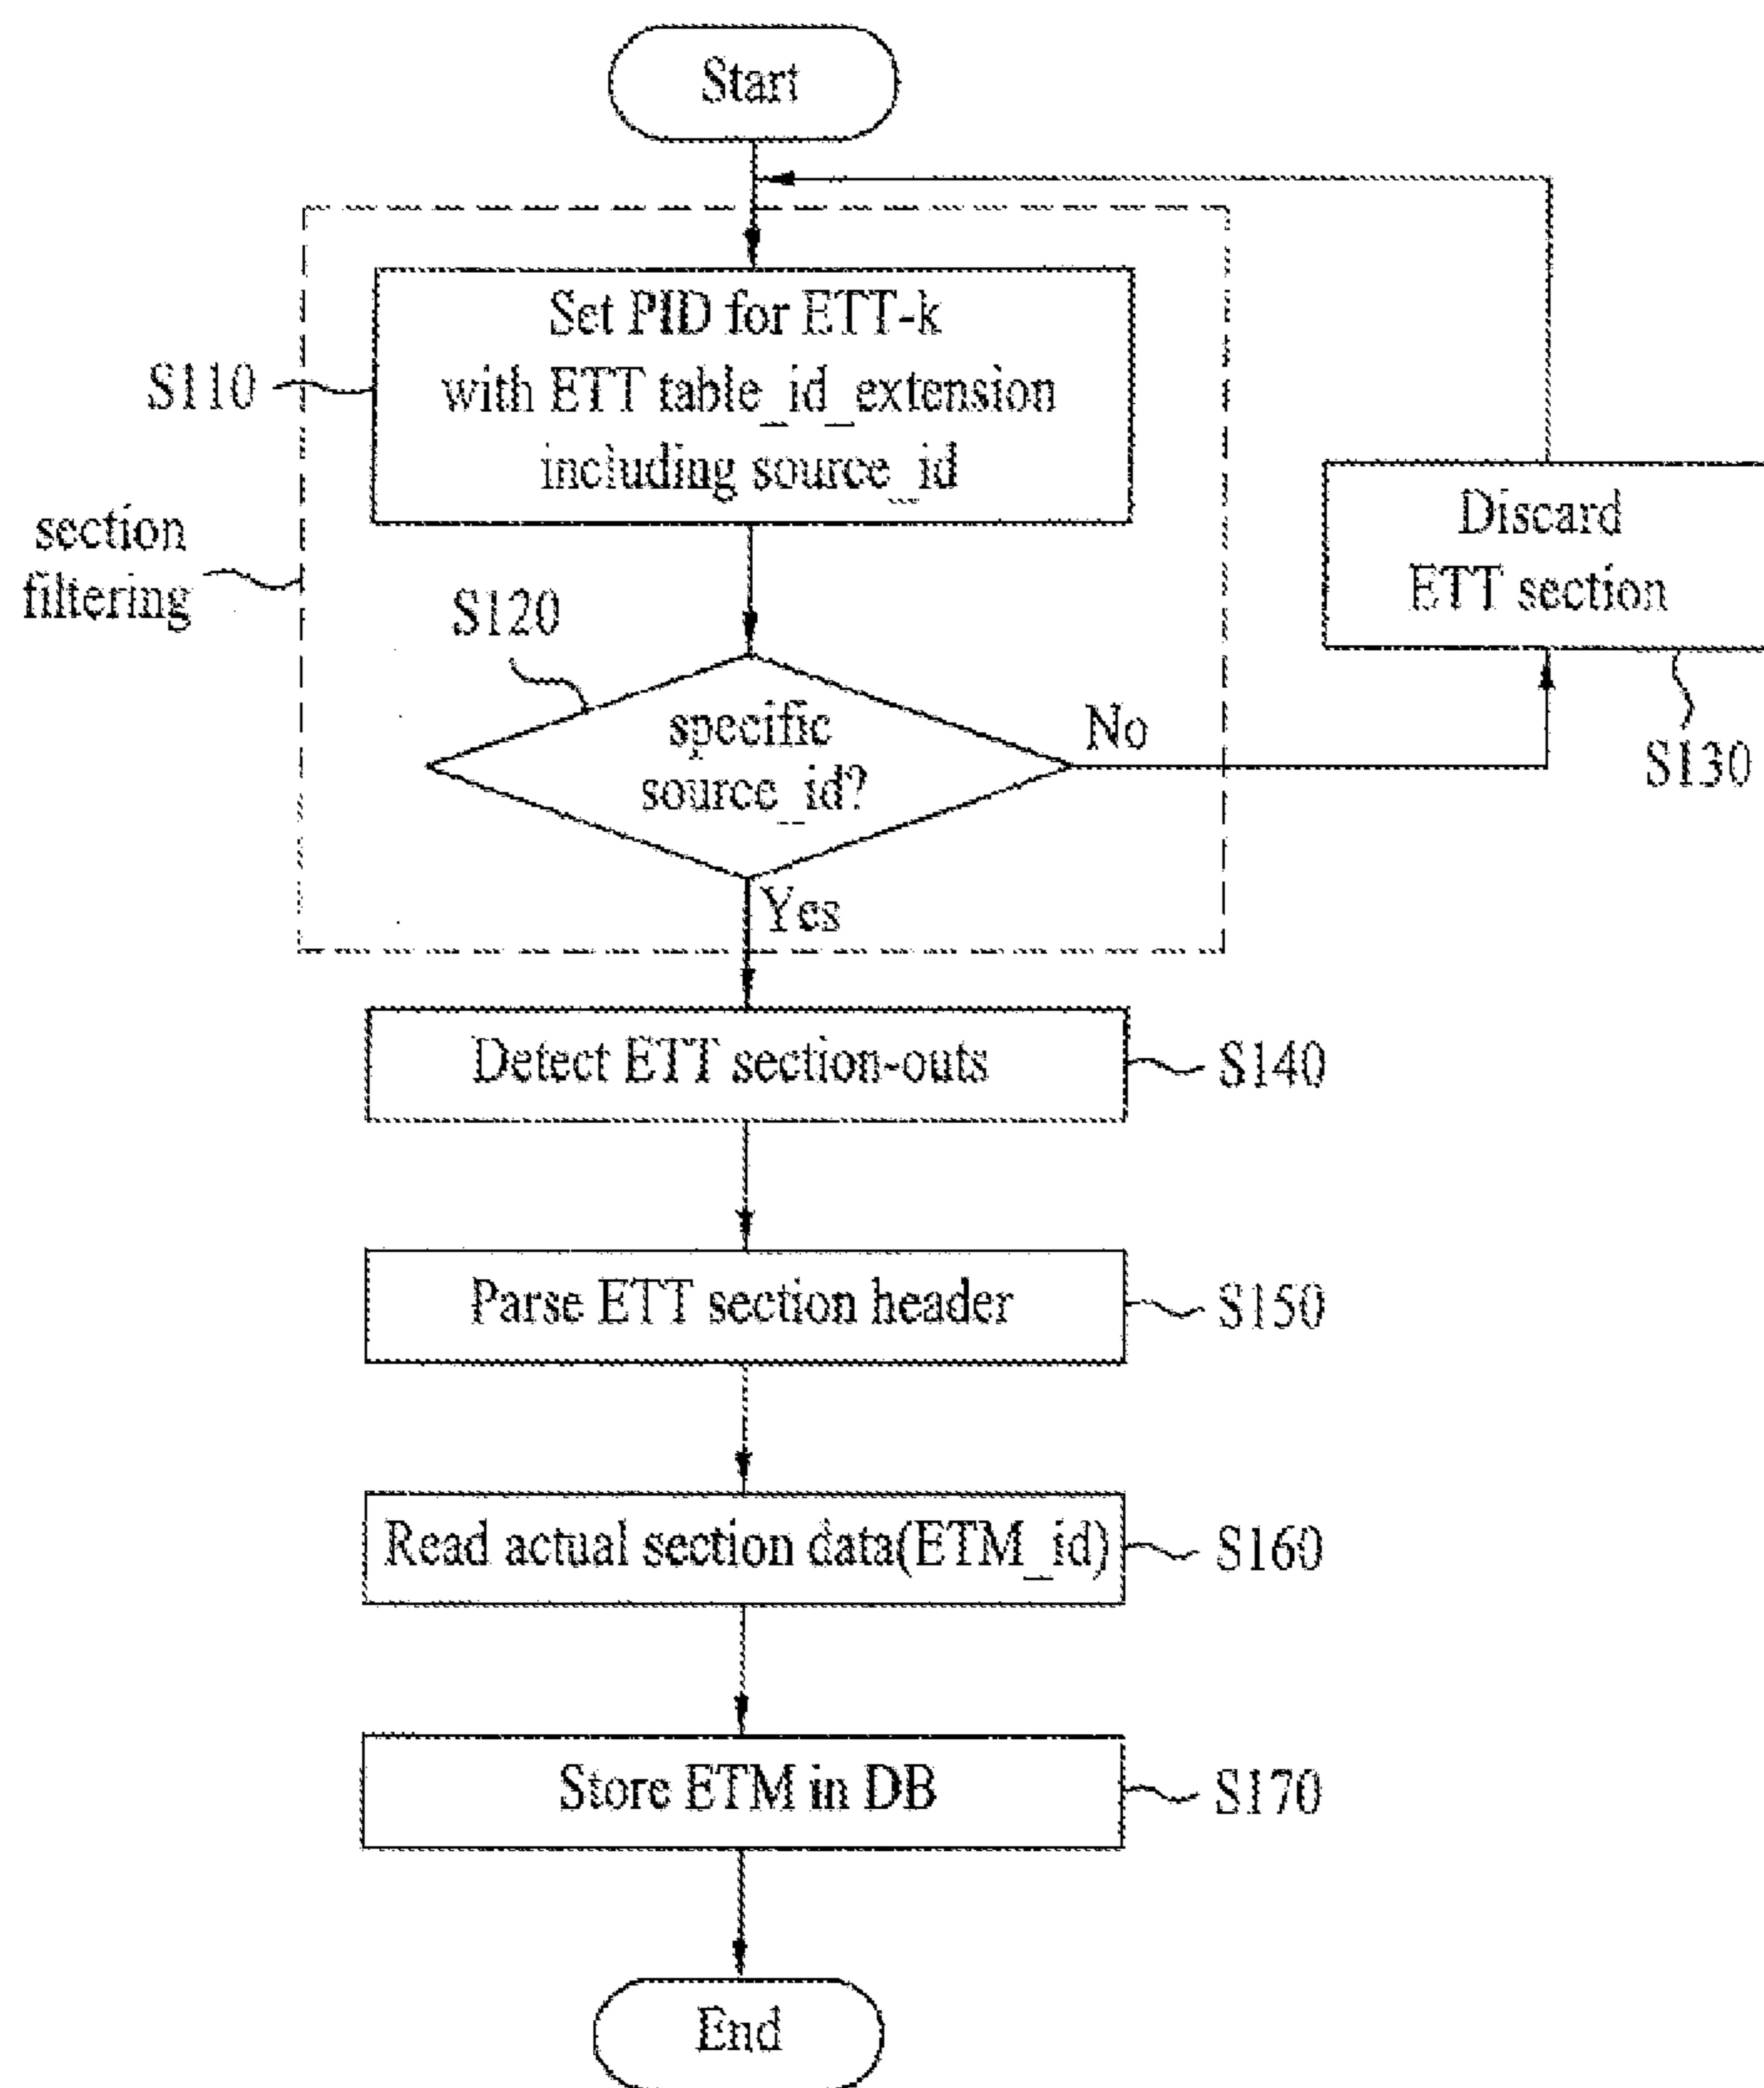 Start
Set PID for ETT-k
with ETT table_id_extension
including source_id
S110
section
filtering
Discard
ETT section
S130
S120
specific
source_id?
No
Yes
Detect ETT section-outs
S140
Parse ETT section header
S150
Read actual section data(ETM_id)
S160
Store ETM in DB
S170
End